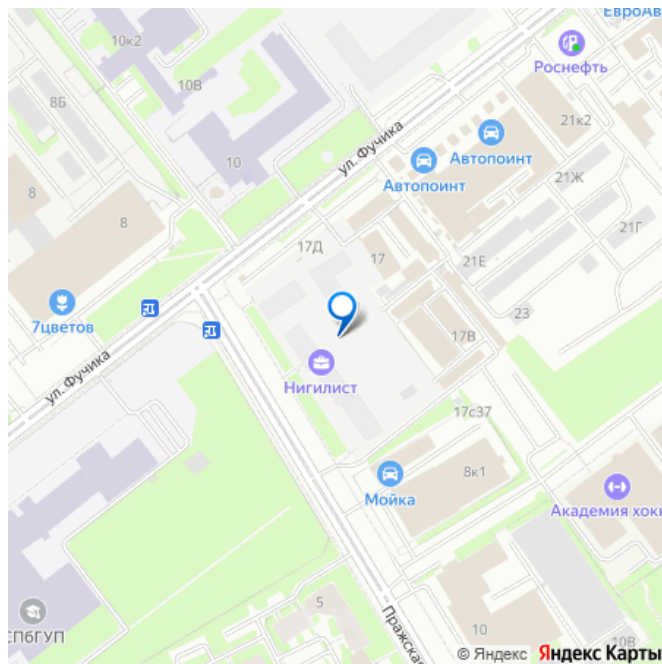 ЕвроАв
10к2
Роснефть
8Б
10В
21к2
Автопоинт
ул. Фучика
10
Автопоинт
21Ж
8
8
21Г
17Д
17
21Е
7цветов
23
17В
ул. Фучика
Нигилист
17с37
8к1
Мойка
Академия хокк
5
СПбГУП
Пражска
10
10В
© Яндекс Яндекс Карты